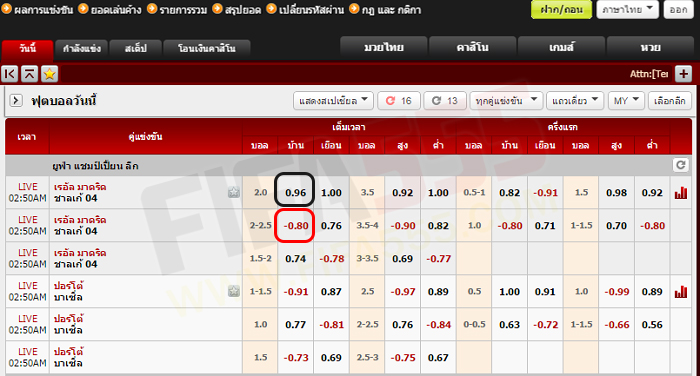 ผลการแข่งขัน ยอดเล่นค้าง รายการรวม สรุปยอด เปลี่ยนรหัสผ่าน กฎ และ กติกา ฝาก/ถอน ภาษาไทย ออก
วันนี้ กำลังแข่ง สเต็ป โอนเงินคาสิโน มวยไทย คาสิโน เกมส์ หวย
Attn:[Ter
ฟุตบอลวันนี้ แสดงสเปเชียล 16 13 ทุกคู่แข่งขัน แถวเดี่ยว MY เลือกลีก
เวลา คู่แข่งขัน เต็มเวลา ครึ่งแรก
บอล บ้าน เยือน บอล สูง ต่ำ บอล บ้าน เยือน บอล สูง ต่ำ
ยูฟ่า แชมป์เปี้ยน ลีก
LIVE เรอัล มาดริด 2.0 0.96 1.00 3.5 0.92 1.00 0.5-1 0.82 -0.91 1.5 0.98 0.92
02:50AM ชาลเก้ 04
LIVE เรอัล มาดริด 2-2.5 -0.80 0.76 3.5-4 -0.90 0.82 1.0 -0.80 0.71 1-1.5 0.70 -0.80
02:50AM ชาลเก้ 04
LIVE เรอัล มาดริด 1.5-2 0.74 -0.78 3-3.5 0.69 -0.77
02:50AM ชาลเก้ 04
LIVE ปอร์โต้ 1-1.5 -0.91 0.87 2.5 -0.97 0.89 0.5 1.00 0.91 1.0 -0.99 0.89
02:50AM บาเซิ่ล
LIVE ปอร์โต้ 1.0 0.77 -0.81 2-2.5 0.76 -0.84 0-0.5 0.63 -0.72 1-1.5 -0.66 0.56
02:50AM บาเซิ่ล
LIVE ปอร์โต้ 1.5 -0.73 0.69 2.5-3 -0.75 0.67
02:50AM บาเซิ่ล
FIFA555
WWW.FIFA555.COM